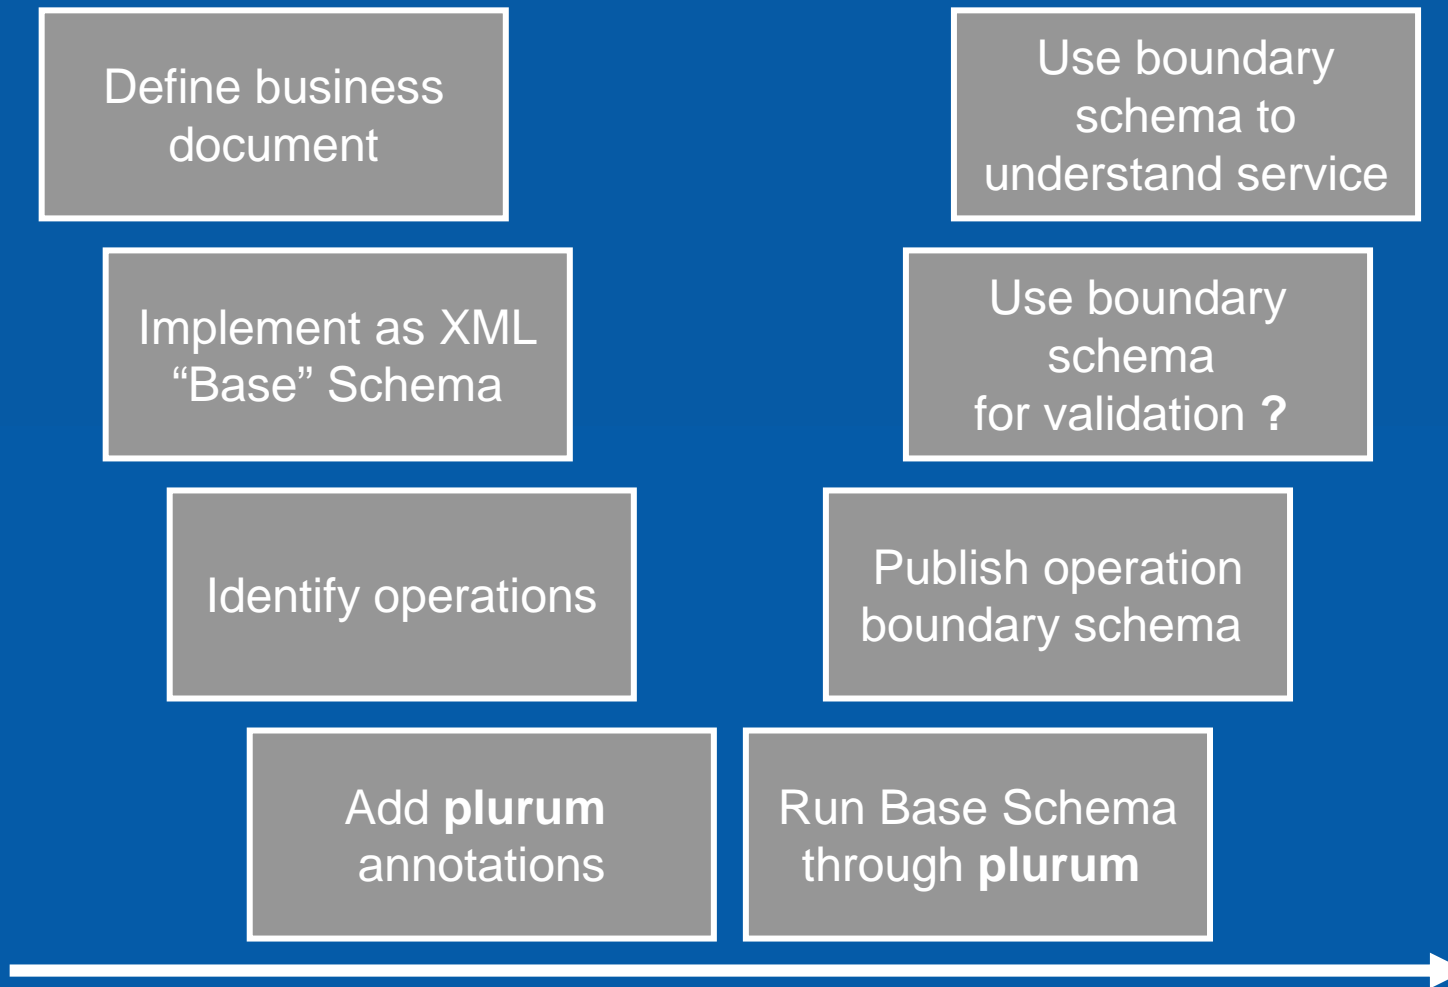 Define business
document
Implement as XML
“Base” Schema
Identify operations
Add plurum
annotations
Run Base Schema
through plurum
Publish operation
boundary schema
Use boundary
schema
for validation ?
Use boundary
schema to
understand service